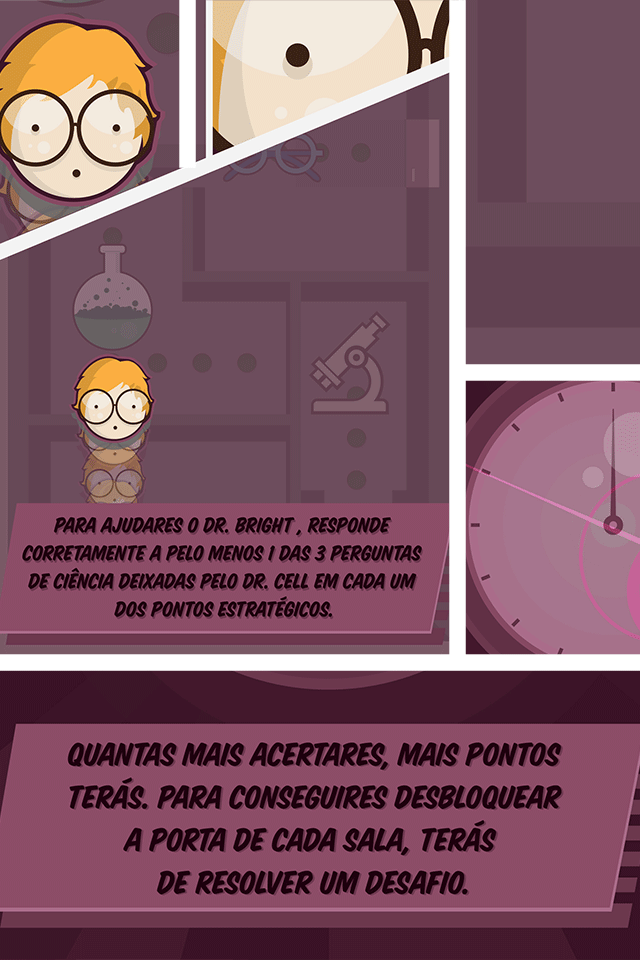 PARA AJUDARES O DR. BRIGHT , RESPONDE
CORRETAMENTE A PELO MENOS 1 DAS 3 PERGUNTAS
DE CIÊNCIA DEIXADAS PELO DR. CELL EM CADA UM
DOS PONTOS ESTRATÉGICOS.
QUANTAS MAIS ACERTARES, MAIS PONTOS
TERÁS. PARA CONSEGUIRES DESBLOQUEAR
A PORTA DE CADA SALA, TERÁS
DE RESOLVER UM DESAFIO.